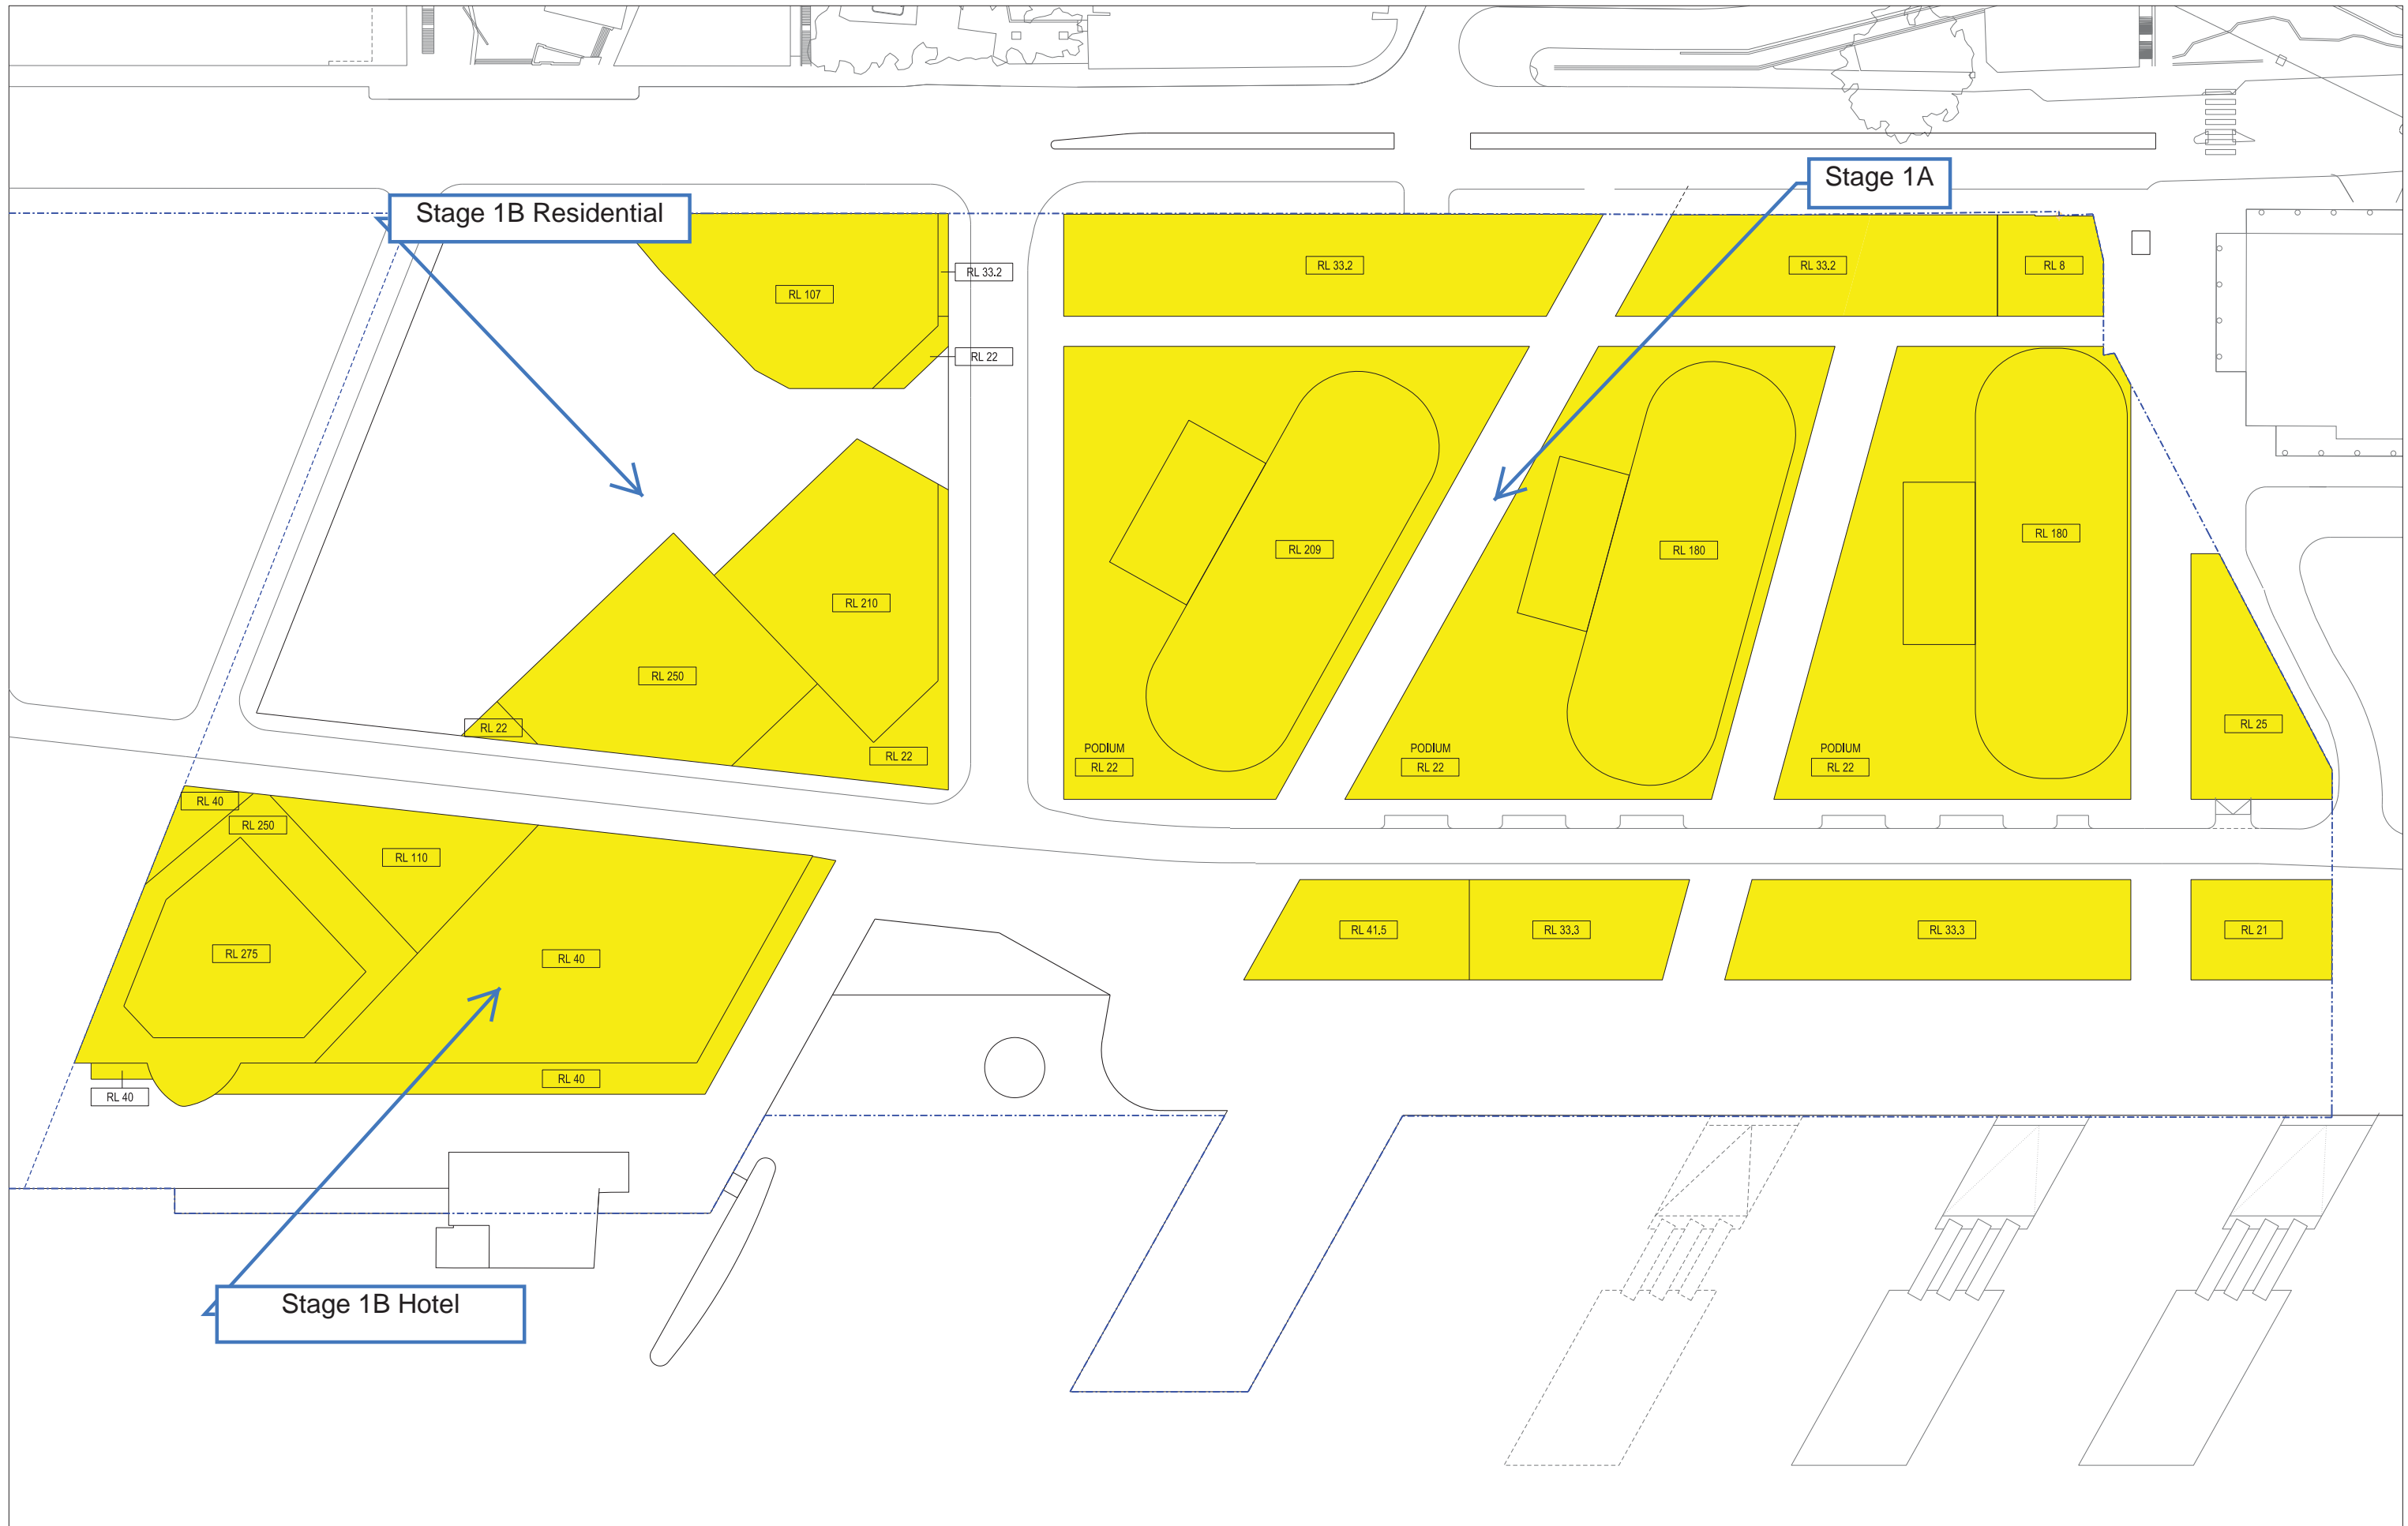 Stage 1A
Stage 1B Residential
RL 33.2
RL 107
RL 22
RL 210
RL 250
RL 22
RL 22
RL 33.2
RL 33.2
RL 8
RL 209
RL 180
RL 180
RL 25
PODIUM
RL 22
PODIUM
RL 22
PODIUM
RL 22
RL 40
RL 250
RL 110
RL 275
RL 40
RL 40
RL 40
RL 41.5
RL 33.3
RL 33.3
RL 21
Stage 1B Hotel